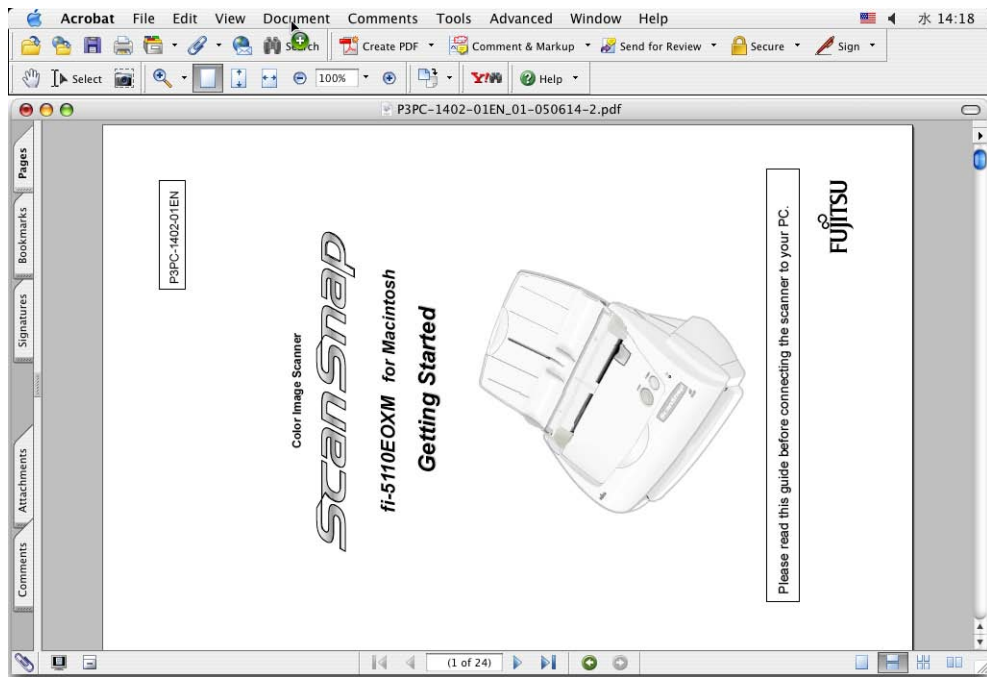 Acrobat File Edit View Document Comments Tools Advanced Window Help 水 14:18
Search Create PDF Comment & Markup Send for Review Secure Sign
Select 100% Y! Help
P3PC-1402-01EN_01-050614-2.pdf
Pages
Bookmarks
Signatures
Attachments
Comments
P3PC-1402-01EN
Color Image Scanner
ScanSnap
fi-5110EOXM for Macintosh
Getting Started
Please read this guide before connecting the scanner to your PC.
FUJITSU
(1 of 24)